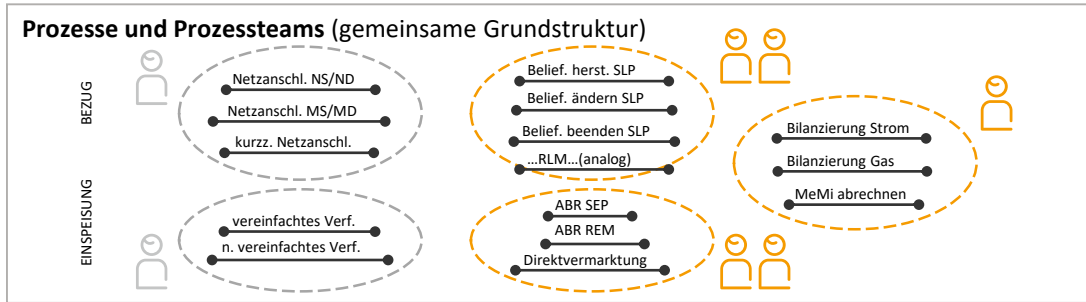 Prozesse und Prozessteams (gemeinsame Grundstruktur)
BEZUG
Netzanschl. NS/ND
Netzanschl. MS/MD
kurzz. Netzanschl.
Belief. herst. SLP
Belief. ändern SLP
Belief. beenden SLP
...RLM...(analog)
Bilanzierung Strom
Bilanzierung Gas
MeMi abrechnen
EINSPEISUNG
vereinfachtes Verf.
n. vereinfachtes Verf.
ABR SEP
ABR REM
Direktvermarktung